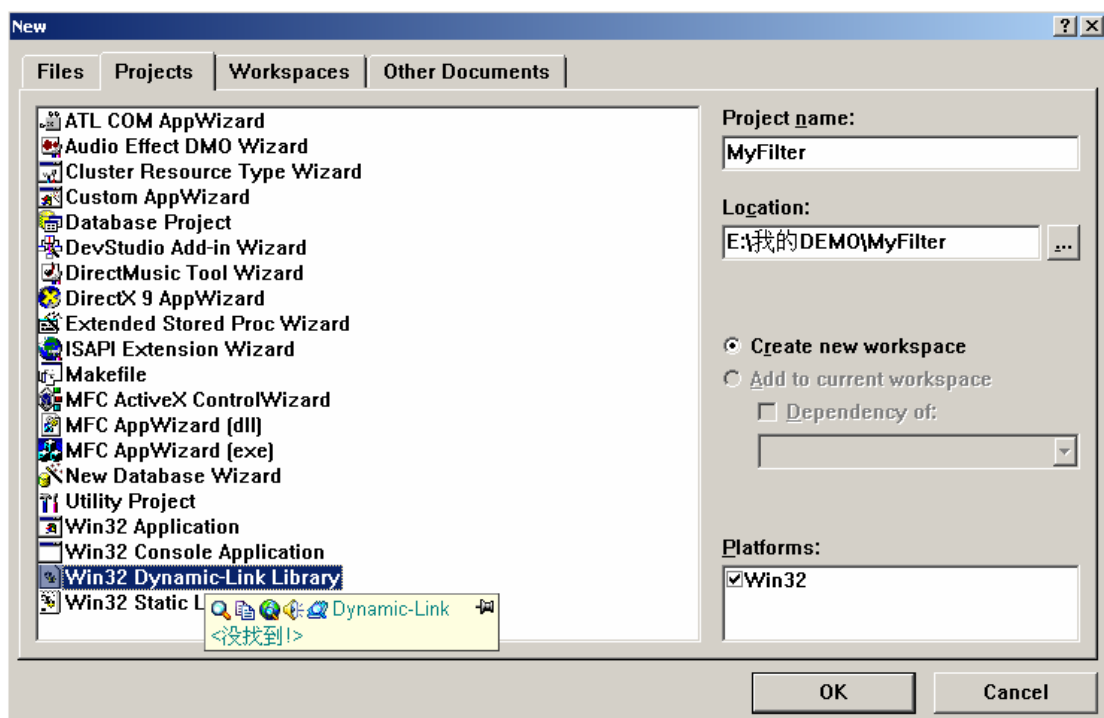 New
Files Projects Workspaces Other Documents
ATL COM AppWizard
Audio Effect DMO Wizard
Cluster Resource Type Wizard
Custom AppWizard
Database Project
DevStudio Add-in Wizard
DirectMusic Tool Wizard
DirectX 9 AppWizard
Extended Stored Proc Wizard
ISAPI Extension Wizard
Makefile
MFC ActiveX ControlWizard
MFC AppWizard (dll)
MFC AppWizard (exe)
New Database Wizard
Utility Project
Win32 Application
Win32 Console Application
Win32 Dynamic-Link Library
Win32 Static L
Dynamic-Link
<没找到!>
Project name:
MyFilter
Location:
E:\我的DEMO\MyFilter
...
Create new workspace
Add to current workspace
Dependency of:
Platforms:
Win32
OK Cancel